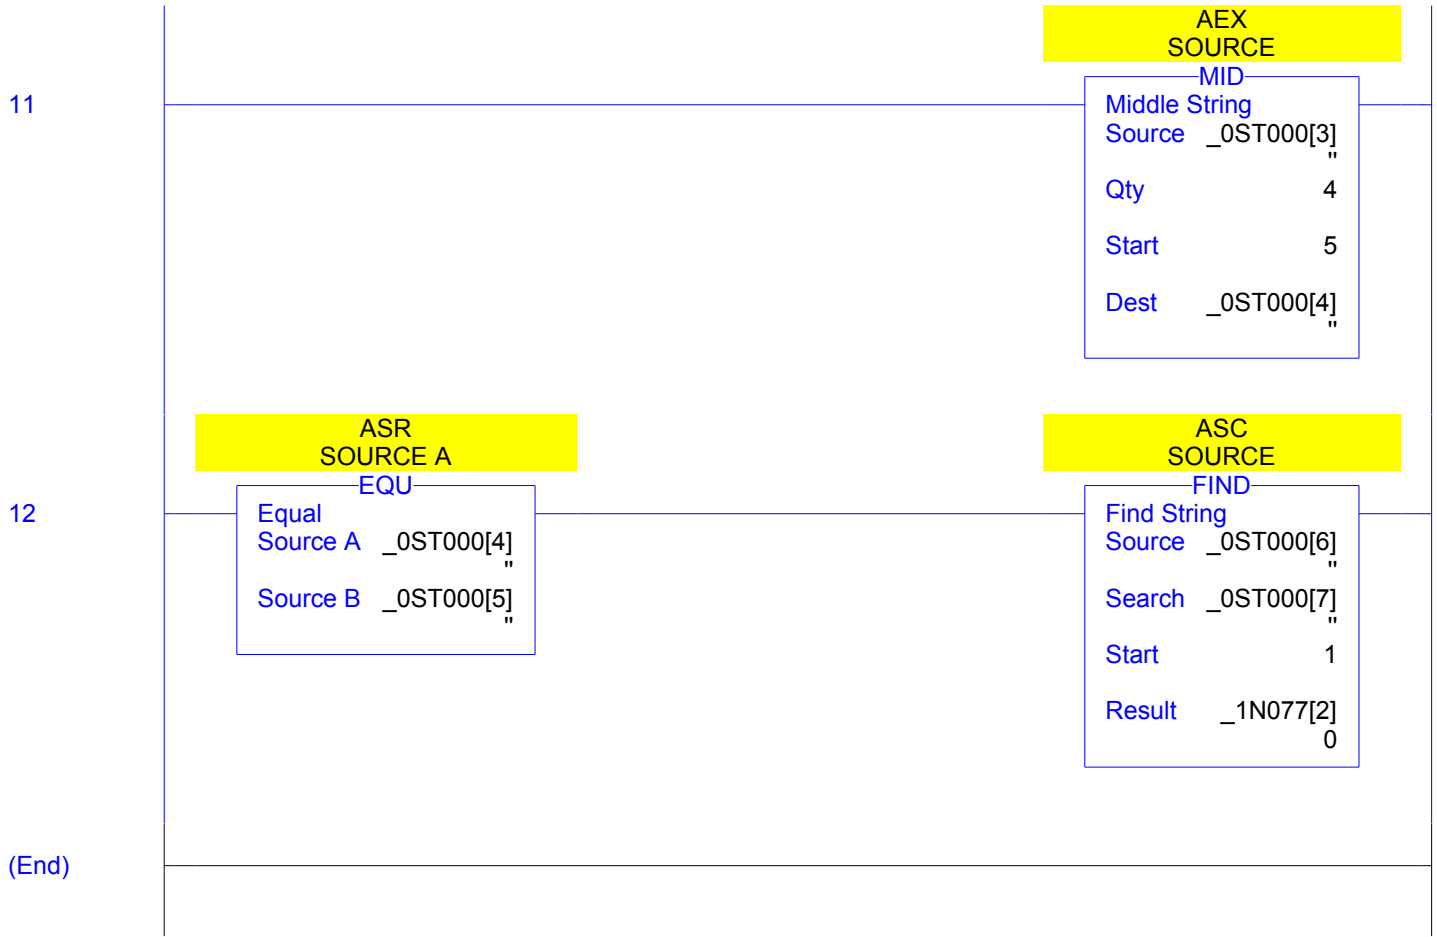 AEX
SOURCE
MID
11
Middle String
Source _0ST000[3]
''
Qty 4
Start 5
Dest _0ST000[4]
''
ASR
SOURCE A
EQU
ASC
SOURCE
FIND
12
Equal
Source A _0ST000[4]
''
Source B _0ST000[5]
''
Find String
Source _0ST000[6]
''
Search _0ST000[7]
''
Start 1
Result _1N077[2]
0
(End)